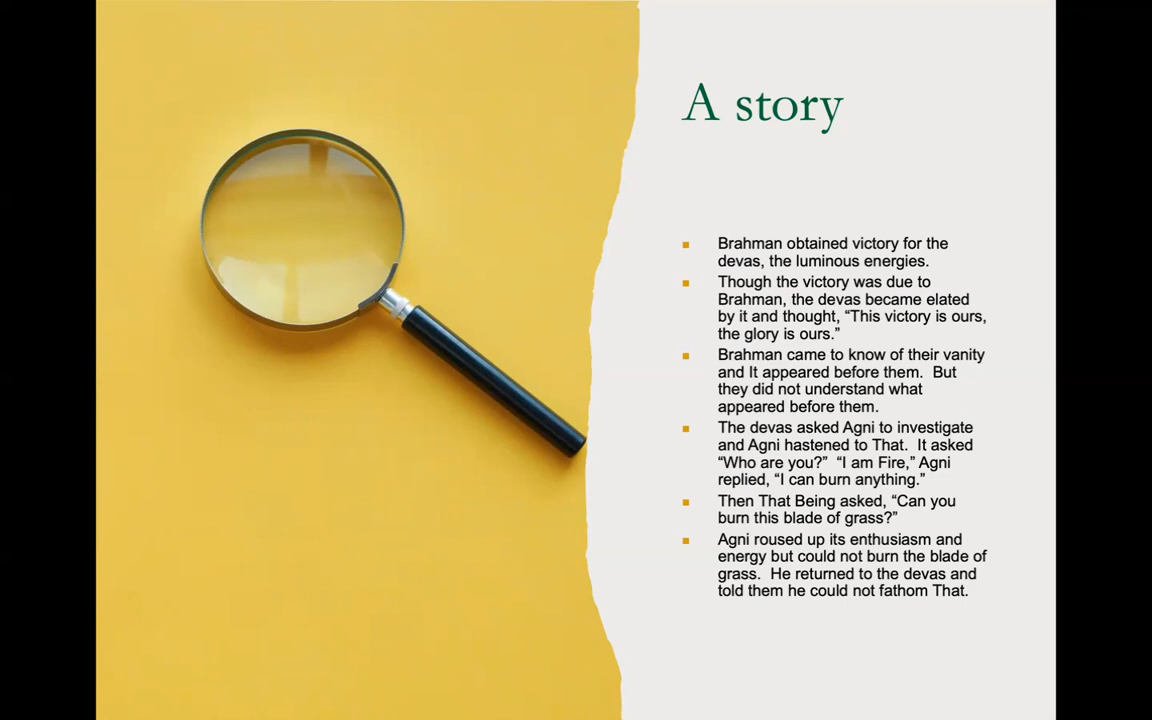 A story
Brahman obtained victory for the
devas, the luminous energies.
Though the victory was due to
Brahman, the devas became elated
by it and thought, “This victory is ours,
the glory is ours.”
Brahman came to know of their vanity
and It appeared before them.  But
they did not understand what
appeared before them.
The devas asked Agni to investigate
and Agni hastened to That.  It asked
“Who are you?”  “I am Fire,” Agni
replied, “I can burn anything.”
Then That Being asked, “Can you
burn this blade of grass?”
Agni roused up its enthusiasm and
energy but could not burn the blade of
grass.  He returned to the devas and
told them he could not fathom That.